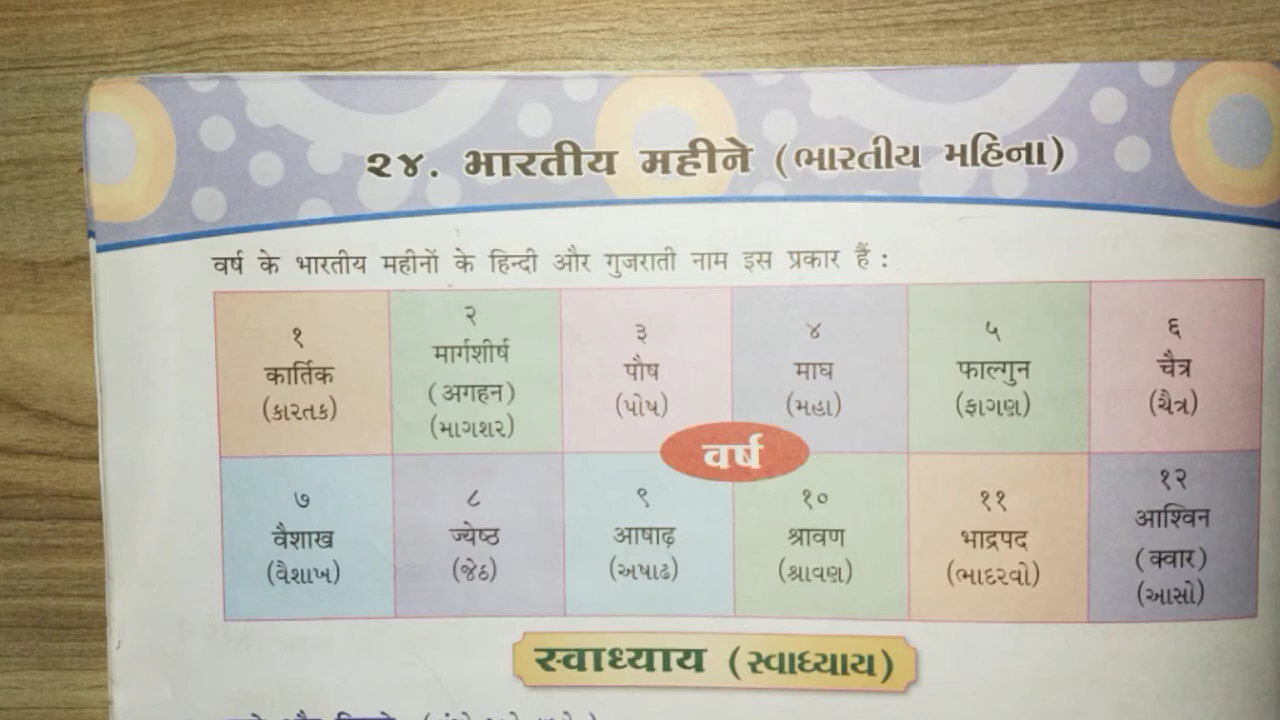 २४. भारतीय महीने (ભારતીય મહિના)
वर्ष के भारतीय महीनों के हिन्दी और गुजराती नाम इस प्रकार हैं :
१
कार्तिक
(કારતક)
२
मार्गशीर्ष
(अगहन)
(માગશર)
३
पौष
(પોષ)
४
माघ
(મહા)
५
फाल्गुन
(ફાગણ)
६
चैत्र
(ચૈત્ર)
वर्ष
७
वैशाख
(વૈશાખ)
८
ज्येष्ठ
(જેઠ)
९
आषाढ़
(અષાઢ)
१०
श्रावण
(શ્રાવણ)
११
भाद्रपद
(ભાદરવો)
१२
आश्विन
(क्वार)
(આસો)
स्वाध्याय (સ્વાધ્યાય)